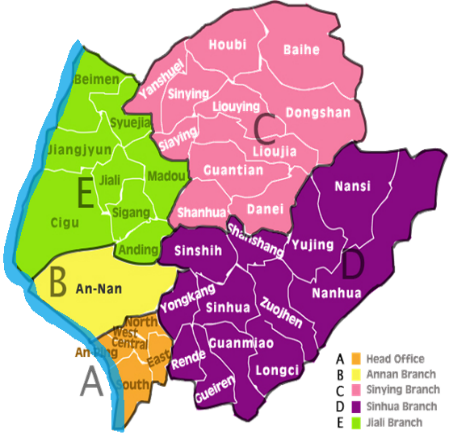 Houbi
Baihe
Beimen
Yanshuei
Sinying
Liouying
Dongshan
Syuejia
Siaying
C
Jiangjyun
Lioujia
Madou
Guantian
Jiali
Nansi
E
Sigang
Shanhua
Danei
Cigu
Shanshang
Anding
Sinshih
Yujing
D
B
An-Nan
Nanhua
Yongkang
Sinhua
Zuojhen
North
West
Central
Guanmiao
An-Ping
East
Rende
A
South
Longci
Gueiren
A Head Office
B Annan Branch
C Sinying Branch
D Sinhua Branch
E Jiali Branch